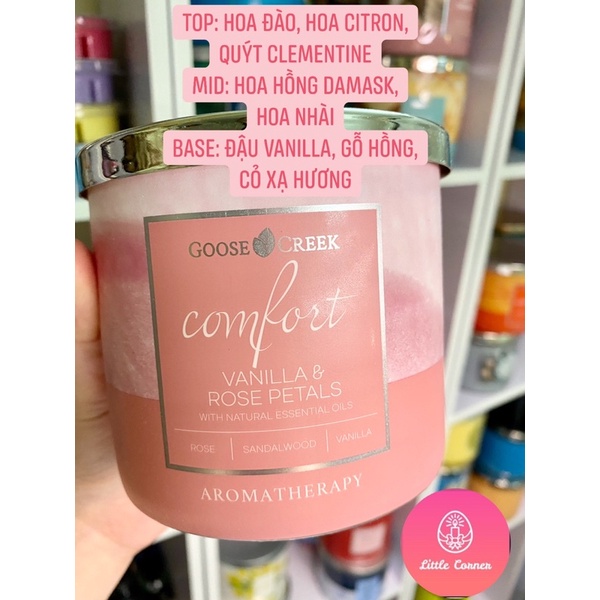 TOP: HOA ĐÀO, HOA CITRON,
QUÝT CLEMENTINE
MID: HOA HỒNG DAMASK,
HOA NHÀI
BASE: ĐẬU VANILLA, GỖ HỒNG,
CỎ XẠ HƯƠNG
GOOSE CREEK
comfort
VANILLA &
ROSE PETALS
WITH NATURAL ESSENTIAL OILS
ROSE | SANDALWOOD | VANILLA
AROMATHERAPY
Little Corner